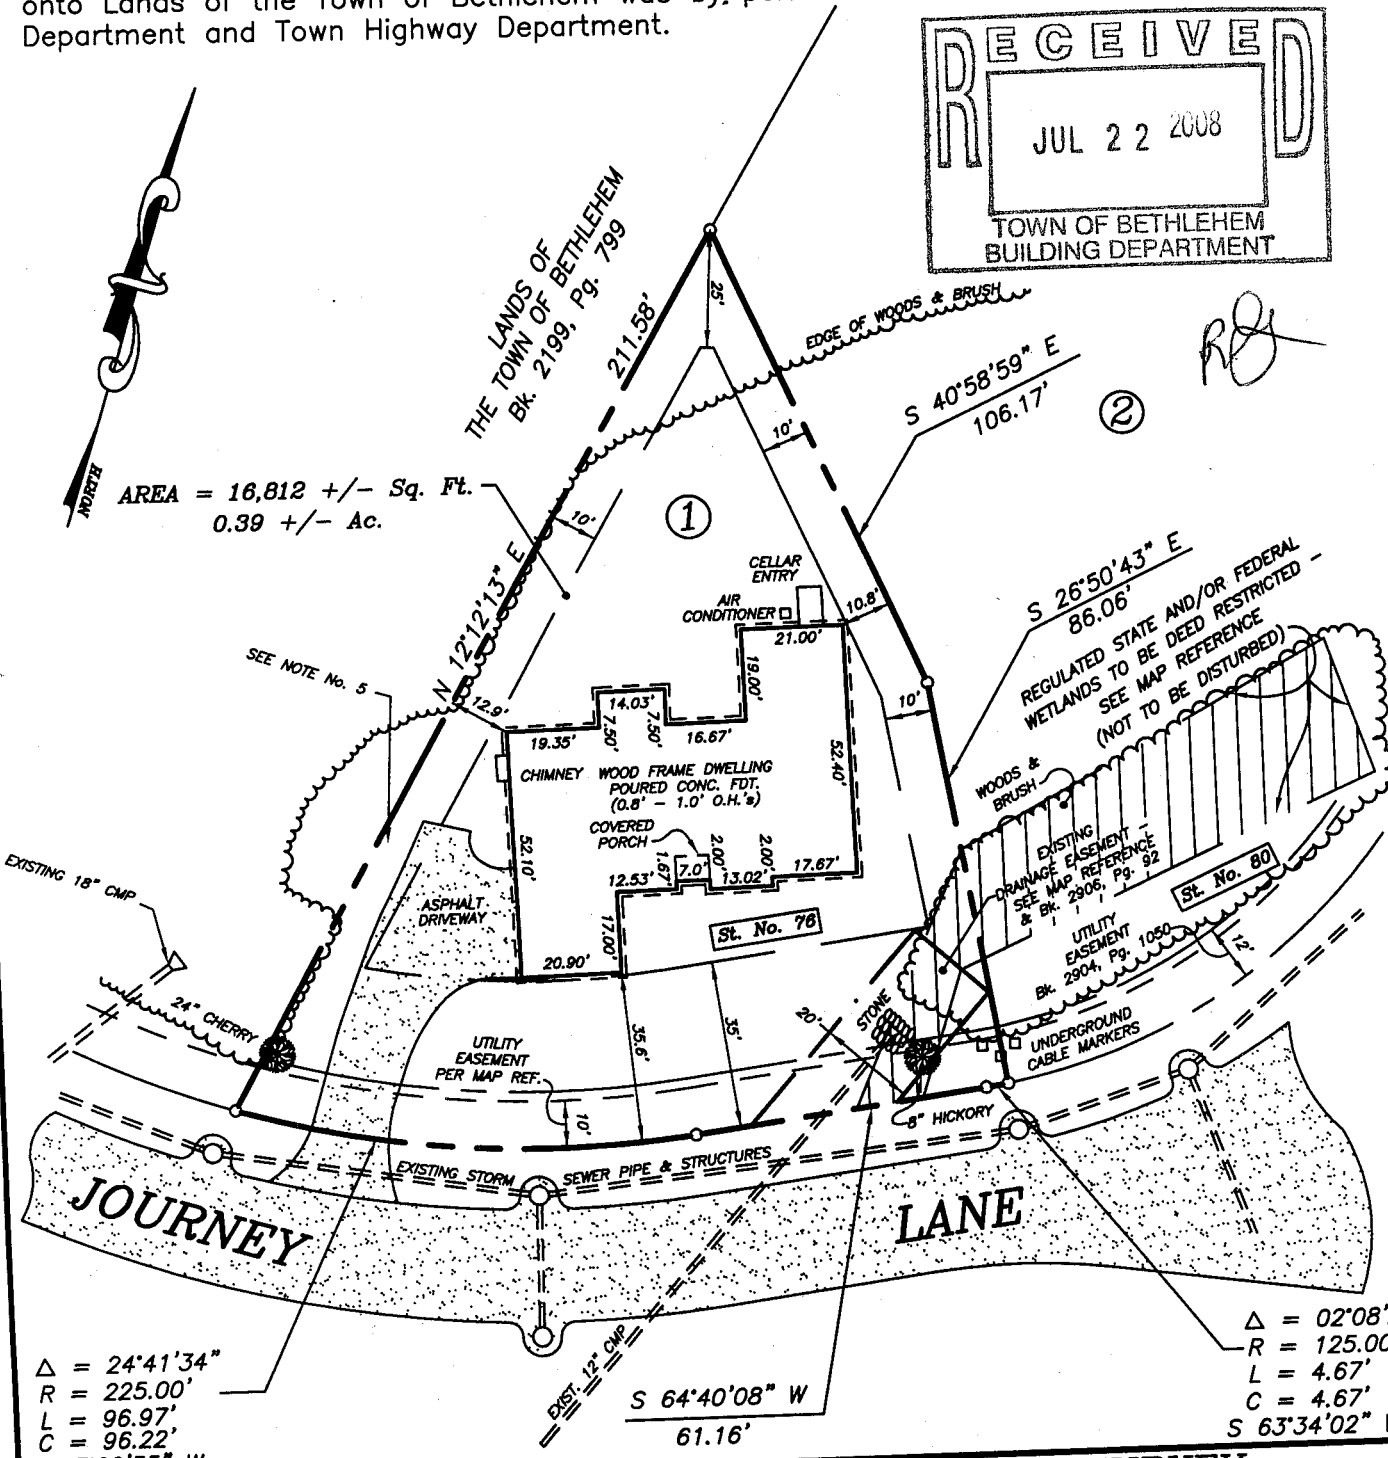 onto Lands of the Town of Bethlehem was by
Department and Town Highway Department.
RECEIVED
JUL 22 2008
TOWN OF BETHLEHEM
BUILDING DEPARTMENT
NORTH
LANDS OF
THE TOWN OF BETHLEHEM
Bk. 2199, Pg. 799
211.58'
25'
EDGE OF WOODS & BRUSH
S 40°58'59" E
106.17'
2
10'
AREA = 16,812 +/- Sq. Ft.
0.39 +/- Ac.
10'
1
N 12°12'13" E
CELLAR
ENTRY
AIR
CONDITIONER
10.8'
21.00'
S 26°50'43" E
86.06'
REGULATED STATE AND/OR FEDERAL
WETLANDS TO BE DEED RESTRICTED -
SEE MAP REFERENCE
(NOT TO BE DISTURBED)
SEE NOTE No. 5
12.9'
14.03'
19.00'
10'
19.35'
7.50'
7.50'
16.67'
52.40'
CHIMNEY
WOOD FRAME DWELLING
POURED CONC. FDT.
(0.8' - 1.0' O.H.'s)
WOODS &
BRUSH
COVERED
PORCH
52.10'
12.53'
1.67'
7.0'
2.00'
13.02'
2.00'
17.67'
EXISTING
DRAINAGE EASEMENT -
SEE MAP REFERENCE
& Bk. 2906, Pg. 92
St. No. 80
EXISTING 18" CMP
ASPHALT
DRIVEWAY
17.00'
St. No. 76
UTILITY
EASEMENT
Bk. 2904, Pg. 1050
12'
20.90'
24" CHERRY
UTILITY
EASEMENT
PER MAP REF.
35.6'
35'
20'
STONE
UNDERGROUND
CABLE MARKERS
10'
8" HICKORY
EXISTING STORM
SEWER PIPE & STRUCTURES
JOURNEY
LANE
EXIST. 12" CMP
Δ = 24°41'34"
R = 225.00'
L = 96.97'
C = 96.22'
S 64°40'08" W
61.16'
Δ = 02°08'
R = 125.00
L = 4.67'
C = 4.67'
S 63°34'02"